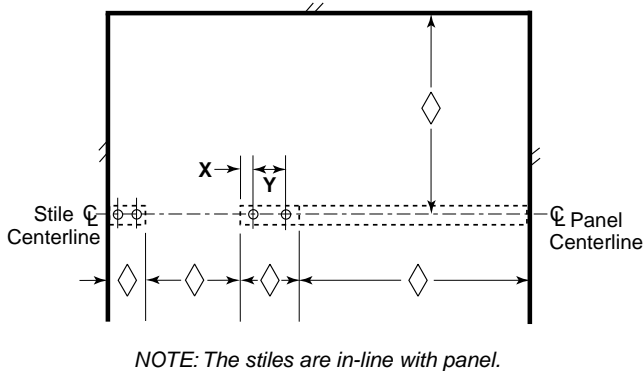 X
Y
Stile ℄
Centerline
℄ Panel
Centerline
NOTE: The stiles are in-line with panel.